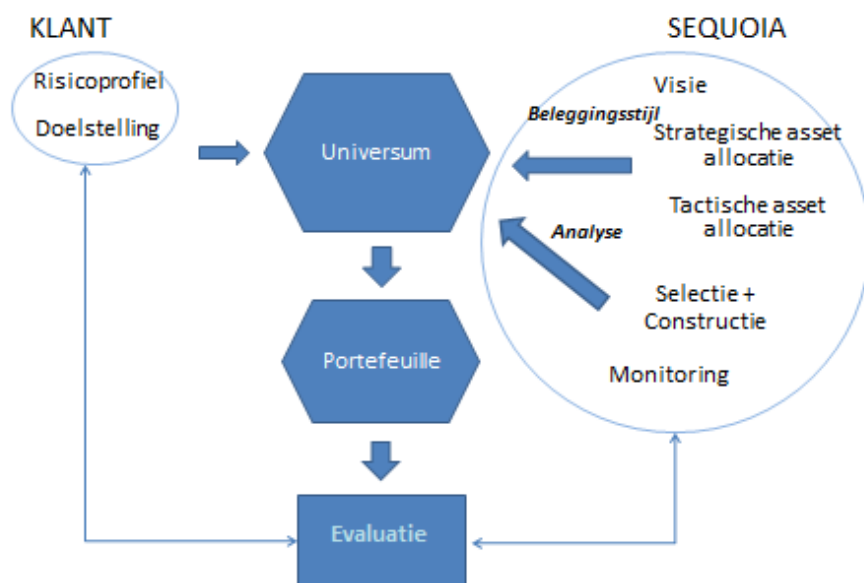 KLANT
SEQUOIA
Risicoprofiel
Doelstelling
Universum
Visie
Beleggingsstijl
Strategische asset
allocatie
Tactische asset
allocatie
Analyse
Selectie +
Constructie
Portefeuille
Monitoring
Evaluatie